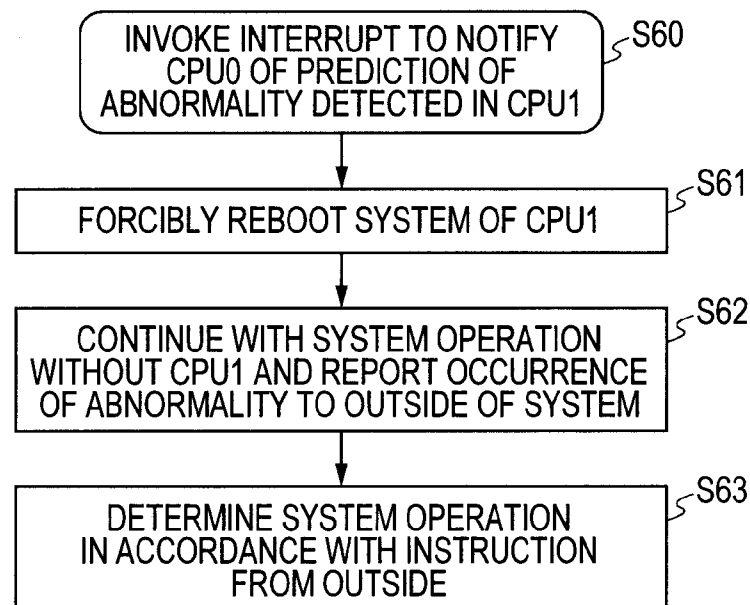 INVOKE INTERRUPT TO NOTIFY
CPU0 OF PREDICTION OF
ABNORMALITY DETECTED IN CPU1
S60
FORCIBLY REBOOT SYSTEM OF CPU1
S61
CONTINUE WITH SYSTEM OPERATION
WITHOUT CPU1 AND REPORT OCCURRENCE
OF ABNORMALITY TO OUTSIDE OF SYSTEM
S62
DETERMINE SYSTEM OPERATION
IN ACCORDANCE WITH INSTRUCTION
FROM OUTSIDE
S63